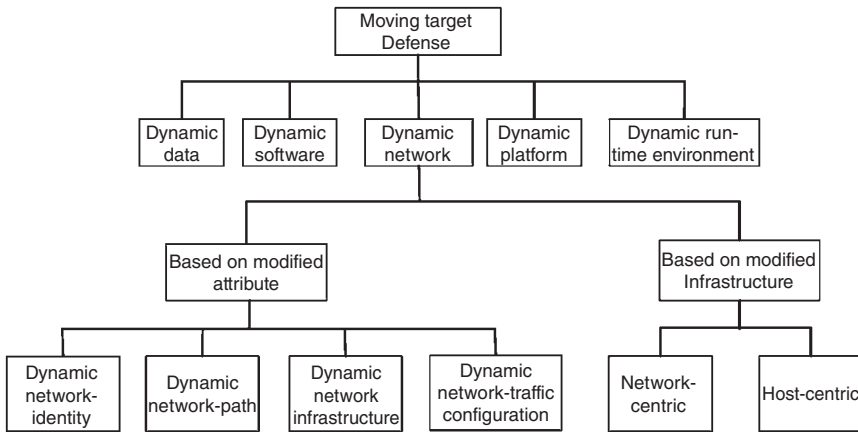 Moving target
Defense
Dynamic
data
Dynamic
software
Dynamic
network
Dynamic
platform
Dynamic run-
time environment
Based on modified
attribute
Based on modified
Infrastructure
Dynamic
network-
identity
Dynamic
network-path
Dynamic
network
infrastructure
Dynamic
network-traffic
configuration
Network-
centric
Host-centric